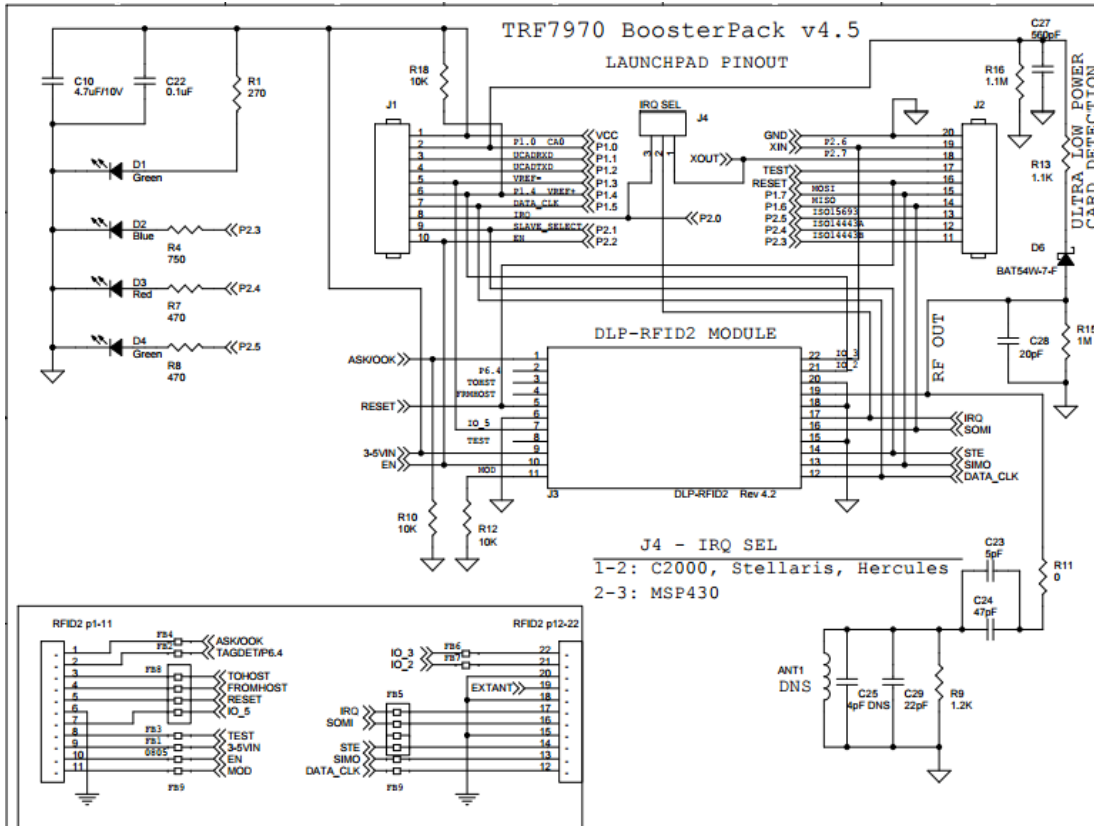 TRF7970 BoosterPack v4.5
LAUNCHPAD PINOUT
C10
4.7uF/10V
C22
0.1uF
R1
270
R18
10K
IRQ SEL
J4
3
2
1
C27
560pF
R16
1.1M
R13
1.1K
ULTRA LOW POWER
CARD DETECTION
D6
BAT54W-7-F
R15
1M
C28
20pF
RF OUT
D1
Green
D2
Blue
R4
750
P2.3
D3
Red
R7
470
P2.4
D4
Green
R8
470
P2.5
J1
1 VCC
2 P1.0 CA0 P1.0
3 UCADRXD P1.1
4 UCADTXD P1.2
5 VREF- P1.3
6 P1.4 VREF+ P1.4
7 DATA_CLK P1.5
8 IRQ P2.0
9 SLAVE_SELECT P2.1
10 EN P2.2
XOUT
J2
GND 20
XIN P2.6 19
P2.7 18
TEST 17
RESET 16
P1.7 MOSI 15
P1.6 MISO 14
P2.5 ISO15693 13
P2.4 ISO14443A 12
P2.3 ISO14443B 11
DLP-RFID2 MODULE
ASK/OOK 1
P6.4 2
TOHST 3
FRMHOST 4
RESET 5
6
IO_5 7
TEST 8
3-5VIN 9
EN 10
MOD 11
J3
DLP-RFID2 Rev 4.2
22 IO_3
21 IO_2
20
19
18
17 IRQ
16 SOMI
15
14 STE
13 SIMO
12 DATA_CLK
R10
10K
R12
10K
J4 - IRQ SEL
1-2: C2000, Stellaris, Hercules
2-3: MSP430
C23
5pF
C24
47pF
R11
0
ANT1
DNS
C25
4pF DNS
C29
22pF
R9
1.2K
RFID2 p1-11
1 FB4 ASK/OOK
2 FB2 TAGDET/P6.4
3 FB8 TOHOST
4 FROMHOST
5 RESET
6 IO_5
7
8 FB3 TEST
9 FB1 3-5VIN
10 0805 EN
11 MOD
FB9
RFID2 p12-22
IO_3 FB6 22
IO_2 FB7 21
20
EXTANT 19
FB5 18
IRQ 17
SOMI 16
15
STE 14
SIMO 13
DATA_CLK 12
FB9